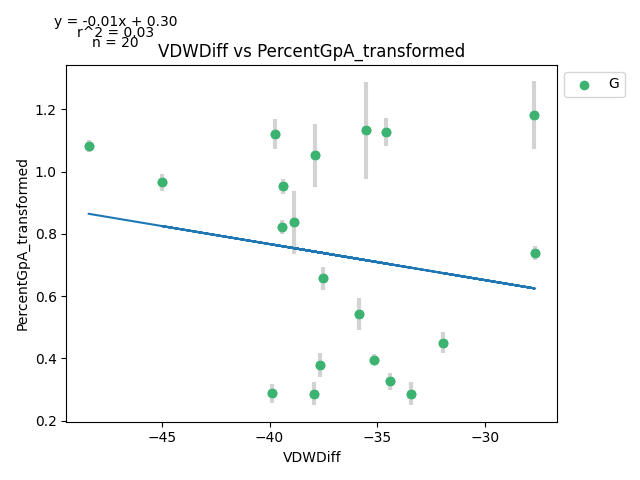 y = -0.01x + 0.30
r^2 = 0.03
n = 20
VDWDiff vs PercentGpA_transformed
G
PercentGpA_transformed
1.2
1.0
0.8
0.6
0.4
0.2
−45
−40
−35
−30
VDWDiff